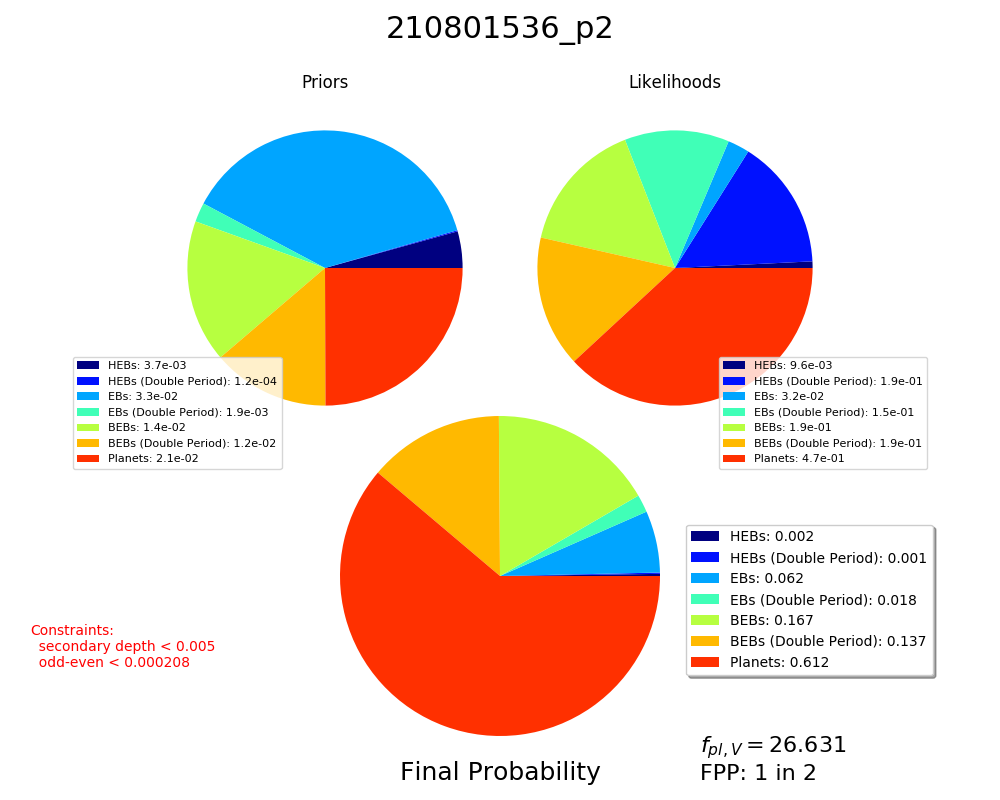 210801536_p2
Priors
Likelihoods
HEBs: 3.7e-03
HEBs (Double Period): 1.2e-04
EBs: 3.3e-02
EBs (Double Period): 1.9e-03
BEBs: 1.4e-02
BEBs (Double Period): 1.2e-02
Planets: 2.1e-02
HEBs: 9.6e-03
HEBs (Double Period): 1.9e-01
EBs: 3.2e-02
EBs (Double Period): 1.5e-01
BEBs: 1.9e-01
BEBs (Double Period): 1.9e-01
Planets: 4.7e-01
HEBs: 0.002
HEBs (Double Period): 0.001
EBs: 0.062
EBs (Double Period): 0.018
BEBs: 0.167
BEBs (Double Period): 0.137
Planets: 0.612
Constraints:
secondary depth < 0.005
odd-even < 0.000208
Final Probability
f_{pl,V} = 26.631
FPP: 1 in 2